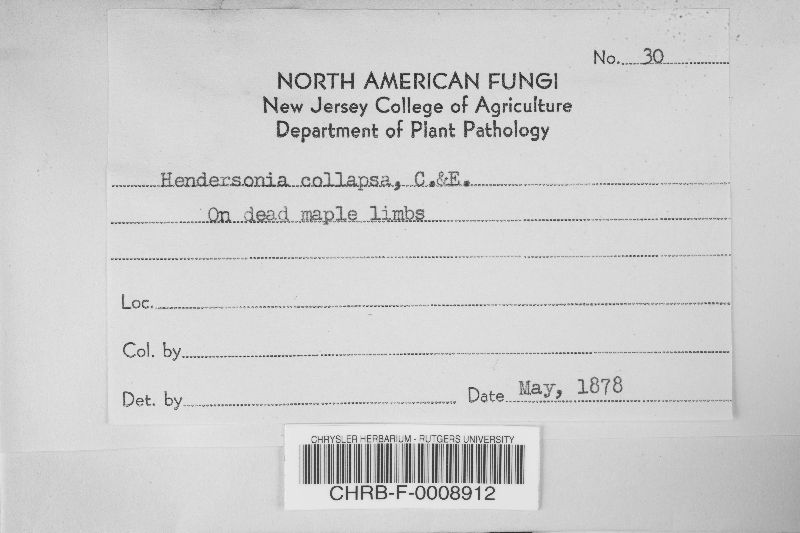 No. 30
NORTH AMERICAN FUNGI
New Jersey College of Agriculture
Department of Plant Pathology
Hendersonia collapsa, C.&E.
On dead maple limbs
Loc.
Col. by
Det. by
Date May, 1878
CHRYSLER HERBARIUM - RUTGERS UNIVERSITY
CHRB-F-0008912